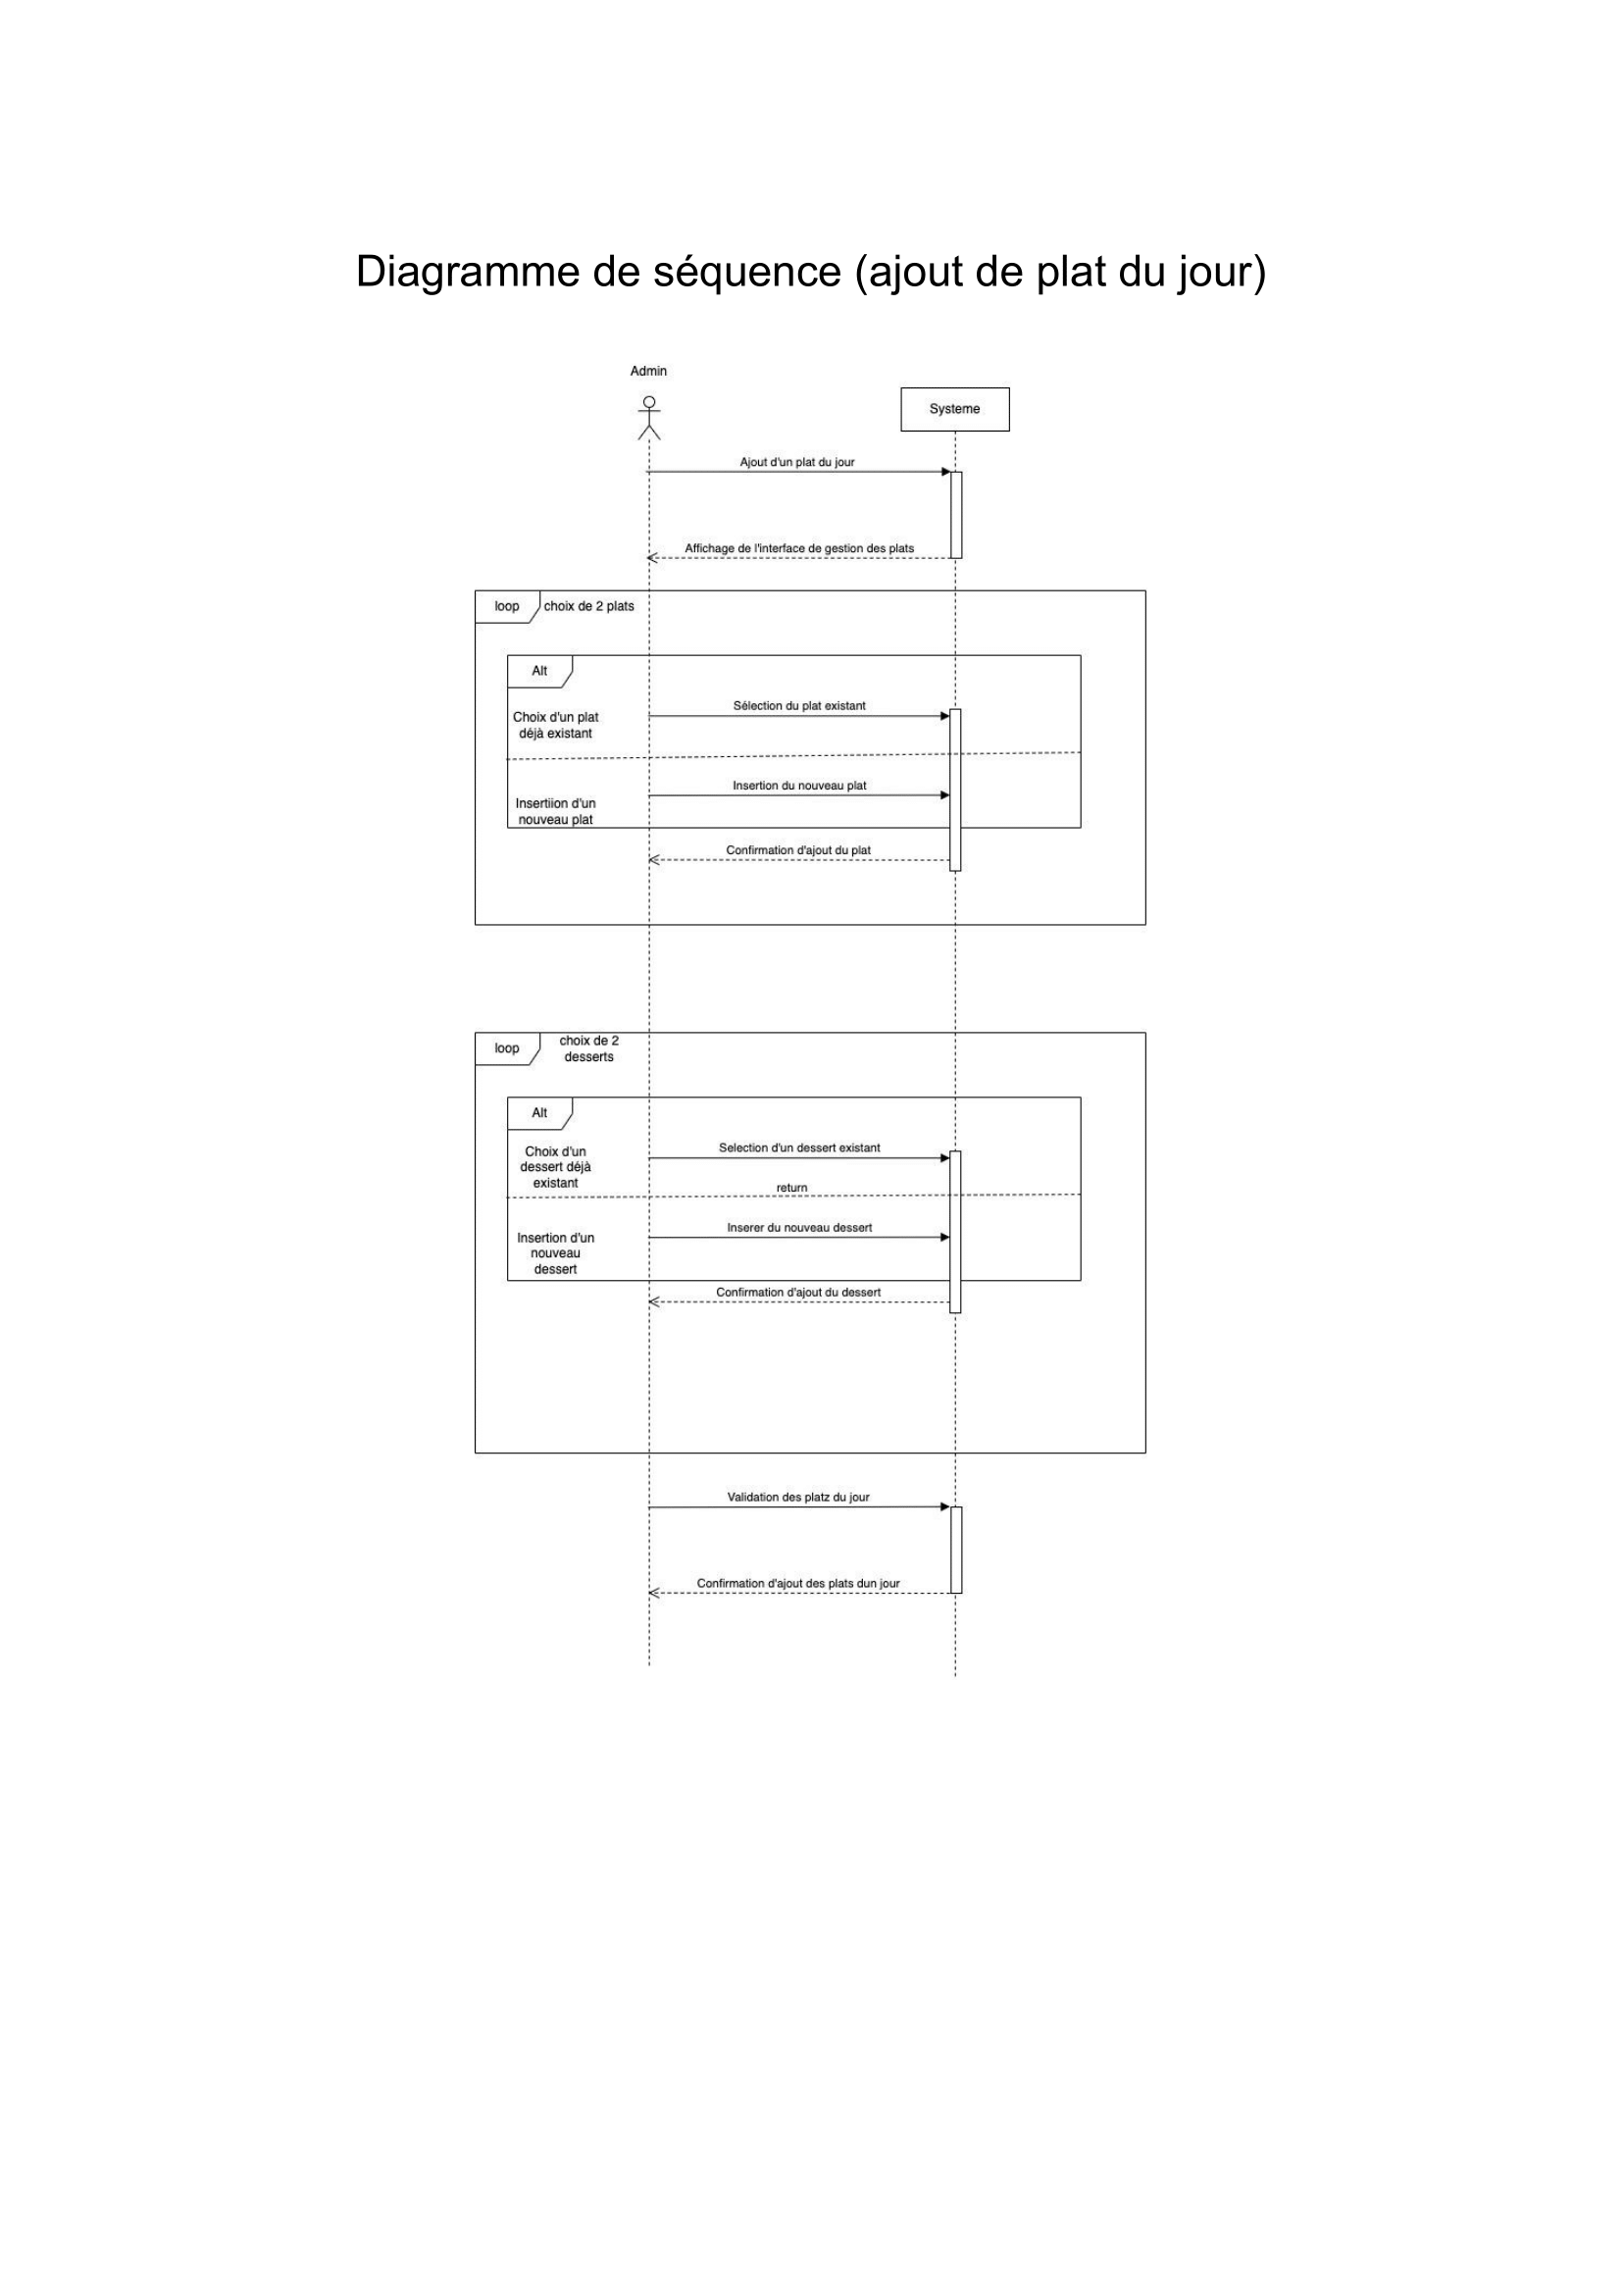 Diagramme de séquence (ajout de plat du jour)
Admin
Systeme
Ajout d'un plat du jour
Affichage de l'interface de gestion des plats
loop
choix de 2 plats
Alt
Sélection du plat existant
Choix d'un plat
déjà existant
Insertion du nouveau plat
Insertiion d'un
nouveau plat
Confirmation d'ajout du plat
loop
choix de 2
desserts
Alt
Selection d'un dessert existant
Choix d'un
dessert déjà
existant
return
Inserer du nouveau dessert
Insertion d'un
nouveau
dessert
Confirmation d'ajout du dessert
Validation des platz du jour
Confirmation d'ajout des plats dun jour